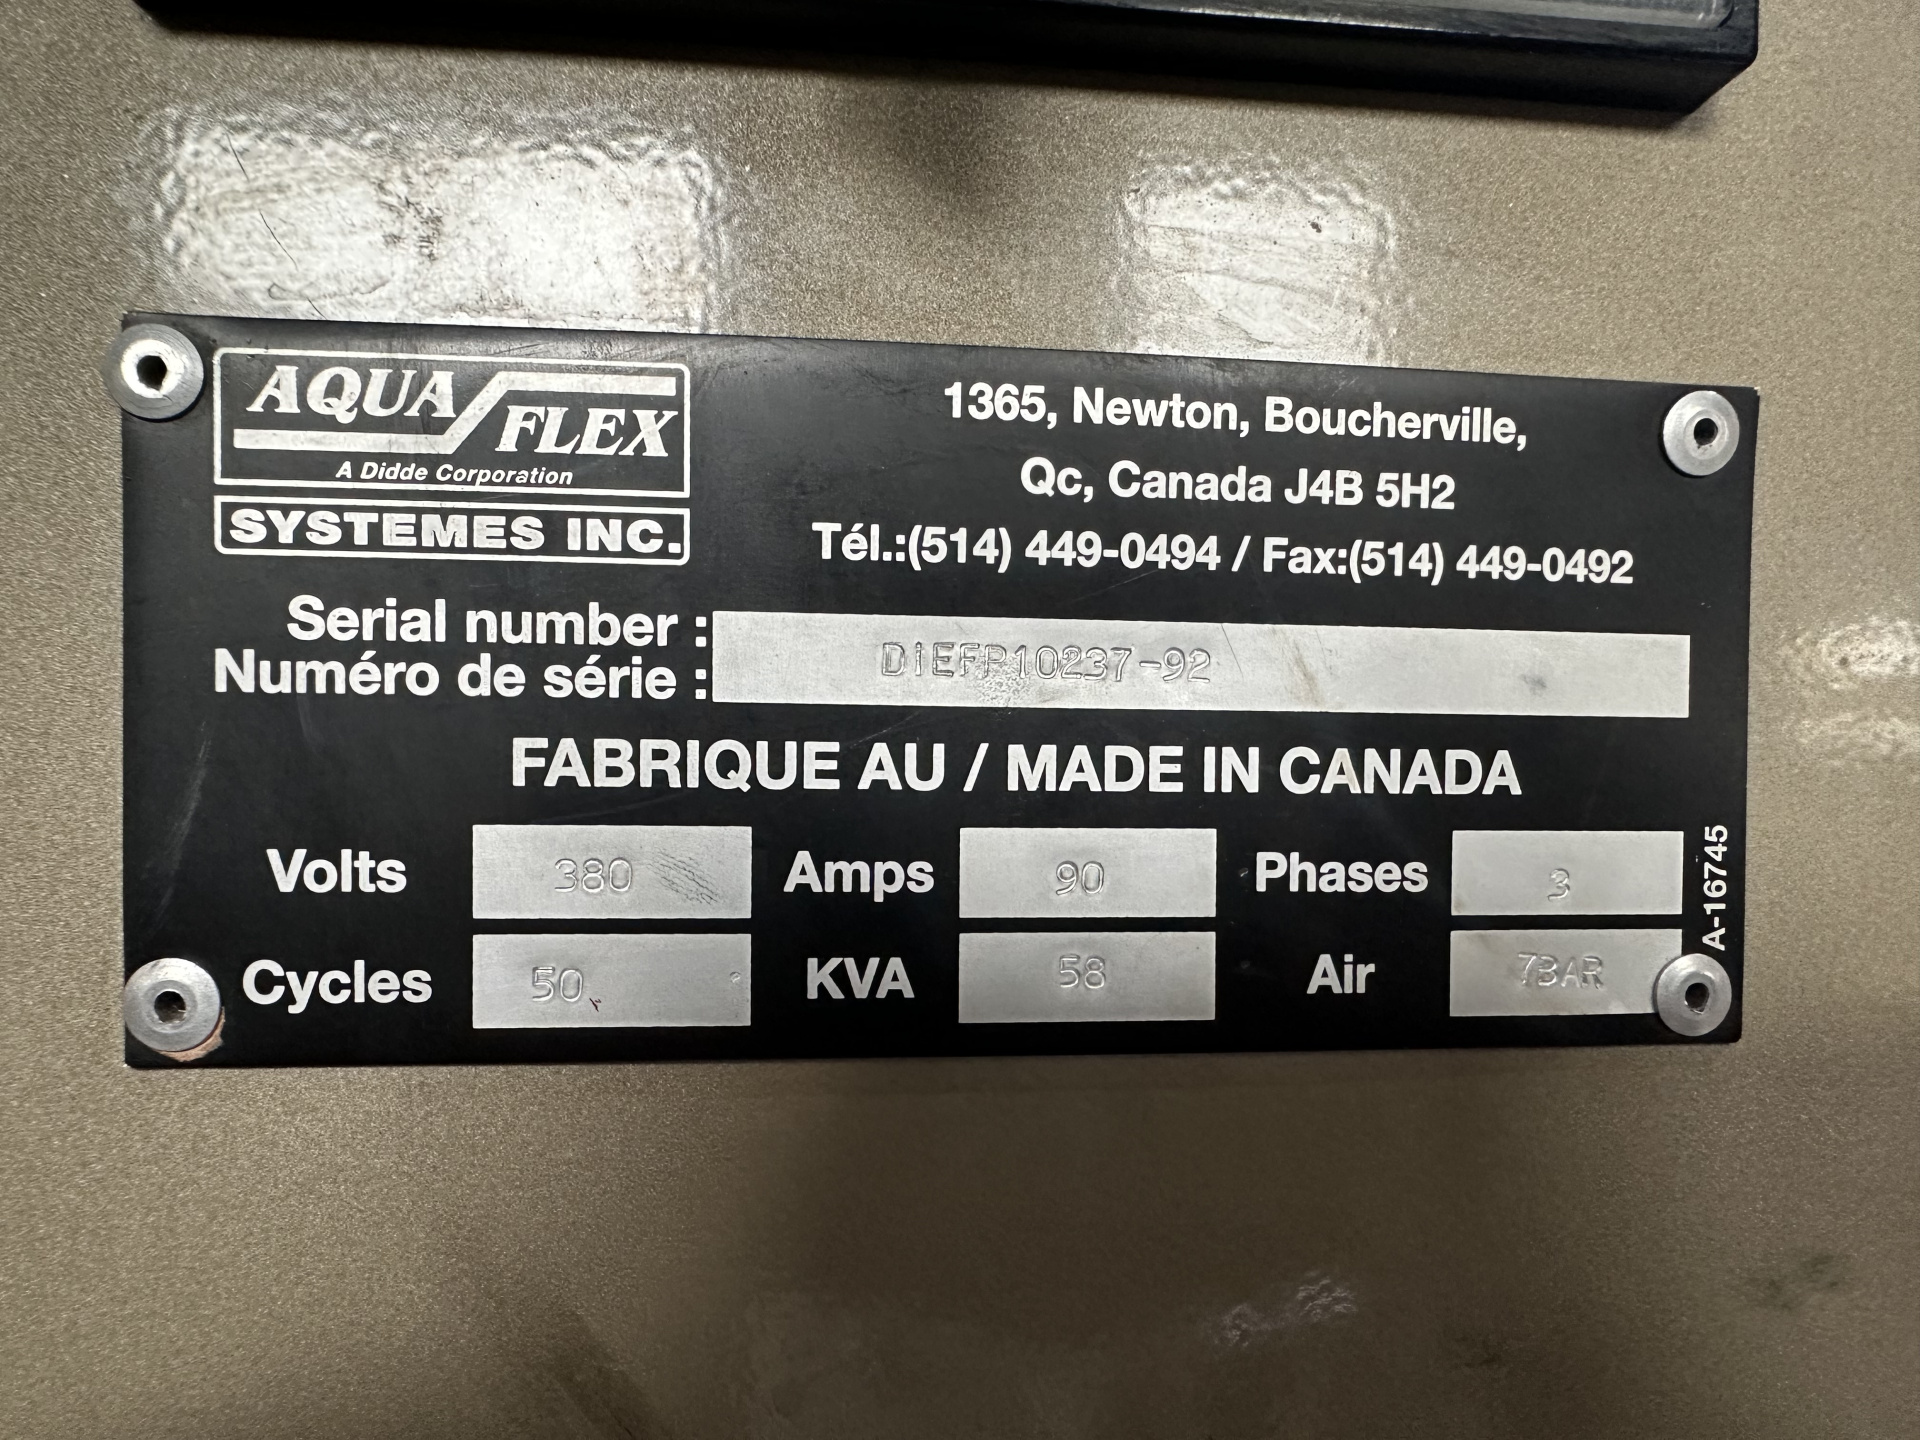 AQUA FLEX
A Didde Corporation
SYSTEMES INC.
1365, Newton, Boucherville,
Qc, Canada J4B 5H2
Tél.:(514) 449-0494 / Fax:(514) 449-0492
Serial number :
Numéro de série :
DiEFP10237-92
FABRIQUE AU / MADE IN CANADA
Volts 380 Amps 90 Phases 3
Cycles 50 KVA 58 Air 7BAR
A-16745